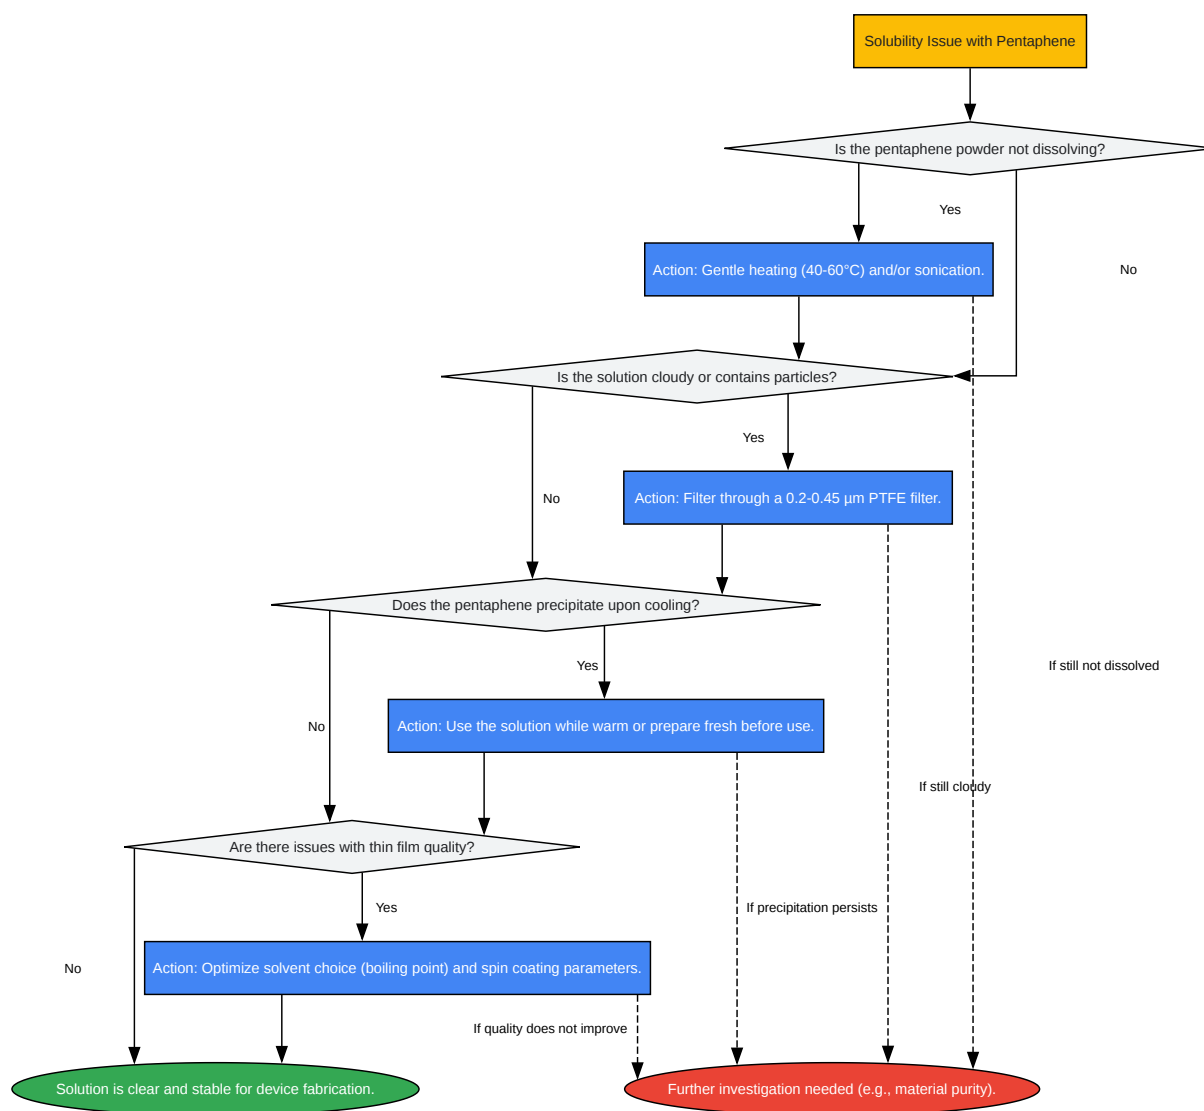 Solubility Issue with Pentaphene
Is the pentaphene powder not dissolving?
Yes
Action: Gentle heating (40-60°C) and/or sonication.
No
Is the solution cloudy or contains particles?
Yes
Action: Filter through a 0.2-0.45 µm PTFE filter.
No
Does the pentaphene precipitate upon cooling?
Yes
If still not dissolved
Action: Use the solution while warm or prepare fresh before use.
No
If still cloudy
Are there issues with thin film quality?
Yes
If precipitation persists
Action: Optimize solvent choice (boiling point) and spin coating parameters.
No
If quality does not improve
Solution is clear and stable for device fabrication.
Further investigation needed (e.g., material purity).